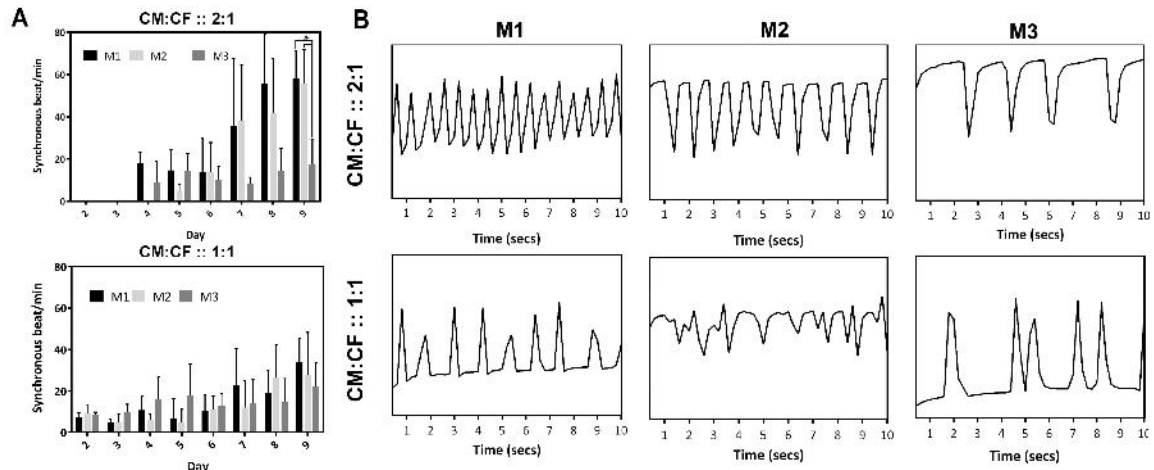 A
CM:CF :: 2:1
Synchronous beat/min
80
60
40
20
0
M1 M2 M3
*
2 3 4 5 6 7 8 9
Day
CM:CF :: 1:1
Synchronous beat/min
80
60
40
20
0
M1 M2 M3
2 3 4 5 6 7 8 9
Day
B
M1 M2 M3
CM:CF :: 2:1
1 2 3 4 5 6 7 8 9 10
Time (secs)
1 2 3 4 5 6 7 8 9 10
Time (secs)
1 2 3 4 5 6 7 8 9 10
Time (secs)
CM:CF :: 1:1
1 2 3 4 5 6 7 8 9 10
Time (secs)
1 2 3 4 5 6 7 8 9 10
Time (secs)
1 2 3 4 5 6 7 8 9 10
Time (secs)